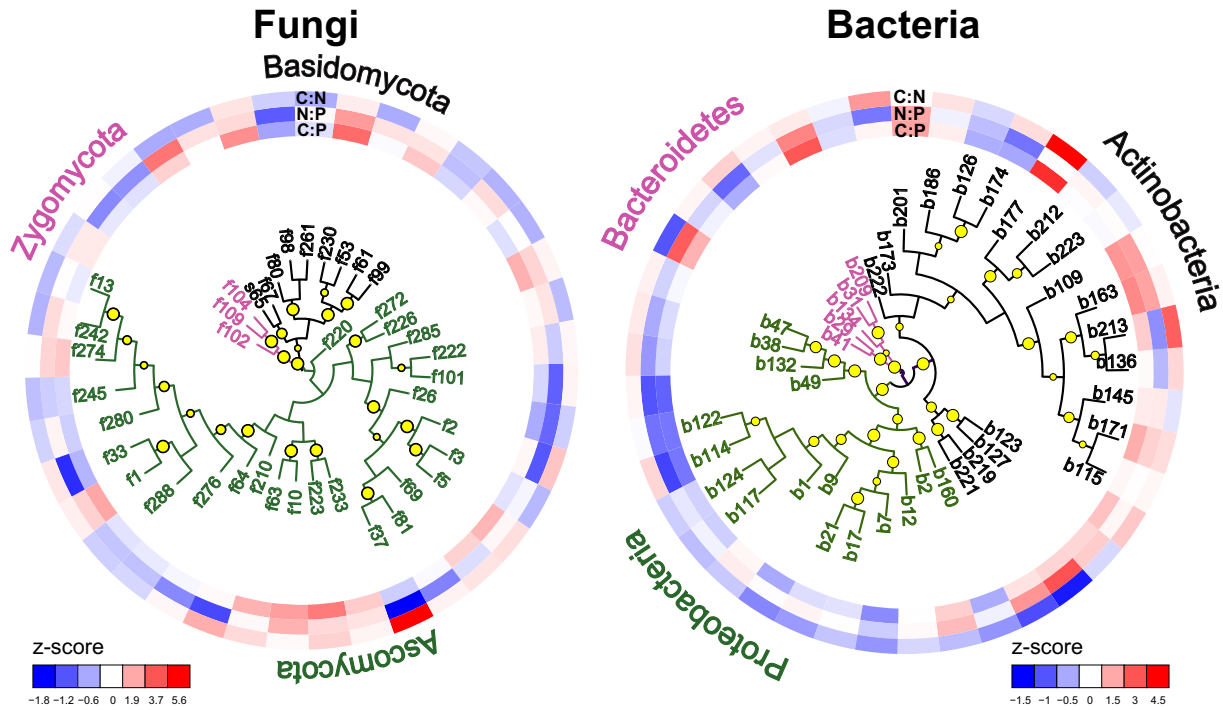 Fungi
Bacteria
Basidomycota
Zygomycota
Ascomycota
C:N
N:P
C:P
f98
f261
f230
f53
f61
f99
f80
f67
s65
f104
f109
f102
f220
f272
f226
f285
f222
f101
f26
f2
f3
f5
f69
f81
f37
f233
f223
f10
f63
f210
f64
f276
f288
f1
f33
f280
f245
f274
f242
f13
z-score
−1.8 −1.2 −0.6 0 1.9 3.7 5.6
Bacteroidetes
Actinobacteria
Proteobacteria
C:N
N:P
C:P
b201
b186
b126
b174
b177
b212
b223
b109
b163
b213
b136
b145
b171
b115
b173
b222
b209
b41
b47
b38
b132
b49
b122
b114
b124
b117
b1
b9
b21
b17
b7
b12
b2
b160
b221
b219
b127
b123
z-score
−1.5 −1 −0.5 0 1.5 3 4.5